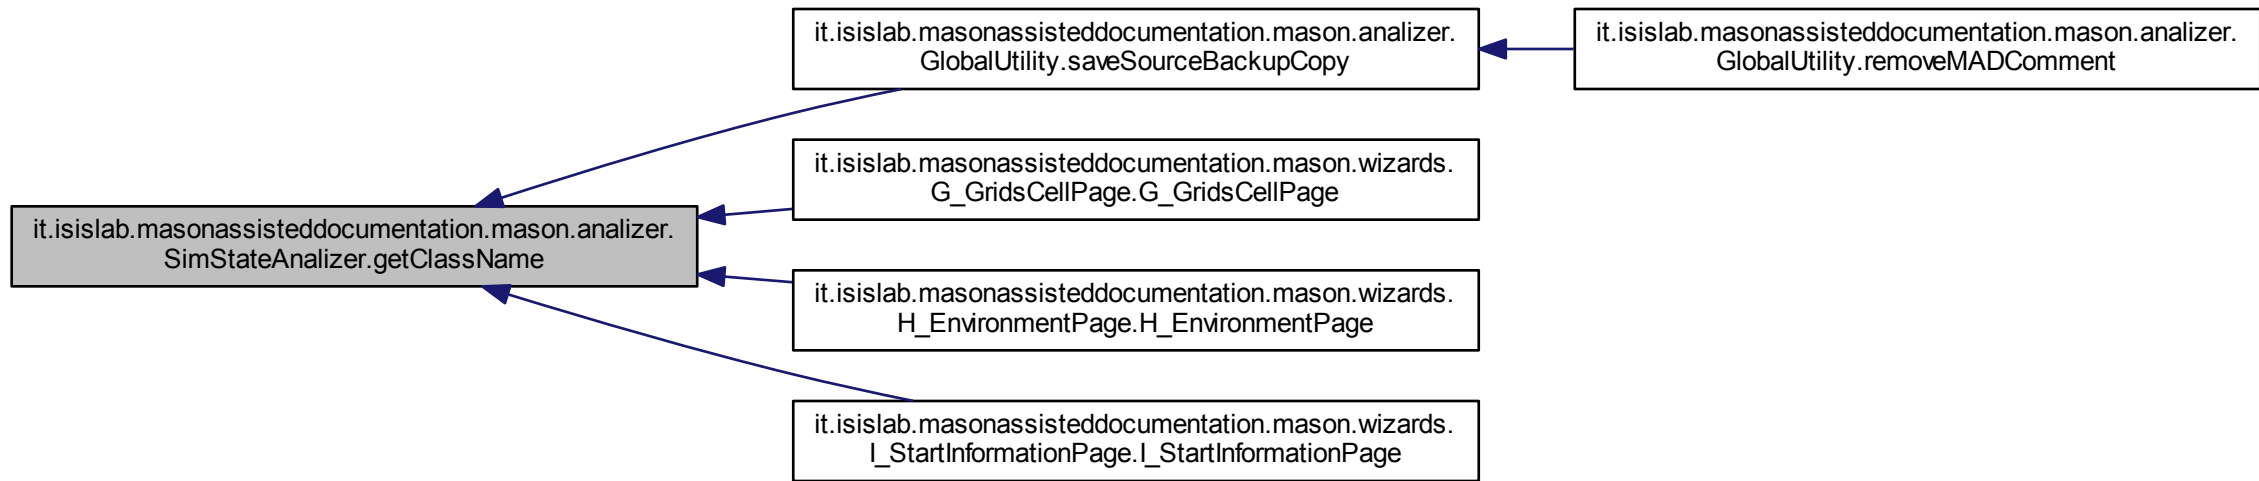 it.isislab.masonassisteddocumentation.mason.analizer.
GlobalUtility.saveSourceBackupCopy
it.isislab.masonassisteddocumentation.mason.analizer.
GlobalUtility.removeMADComment
it.isislab.masonassisteddocumentation.mason.wizards.
G_GridsCellPage.G_GridsCellPage
it.isislab.masonassisteddocumentation.mason.analizer.
SimStateAnalizer.getClassName
it.isislab.masonassisteddocumentation.mason.wizards.
H_EnvironmentPage.H_EnvironmentPage
it.isislab.masonassisteddocumentation.mason.wizards.
I_StartInformationPage.I_StartInformationPage